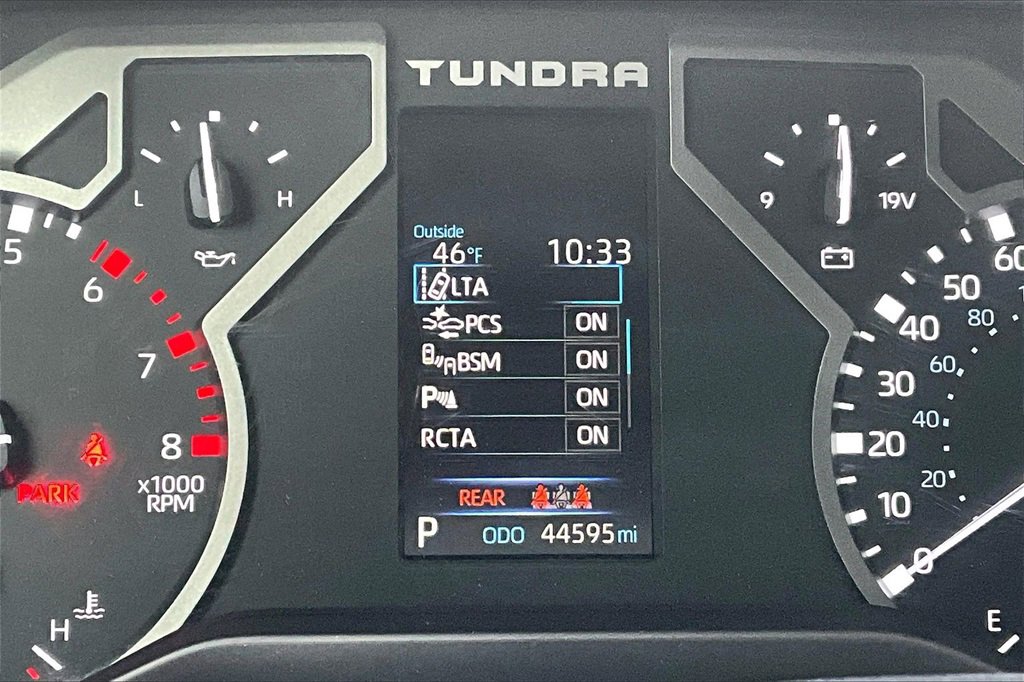 TUNDRA
L
H
9
19V
Outside
46°F
10:33
LTA
PCS ON
A BSM ON
P ON
RCTA ON
REAR
P ODO 44595 mi
5
6
7
8
x1000
RPM
PARK
H
60
50
40
30
20
10
0
80
60
40
20
E